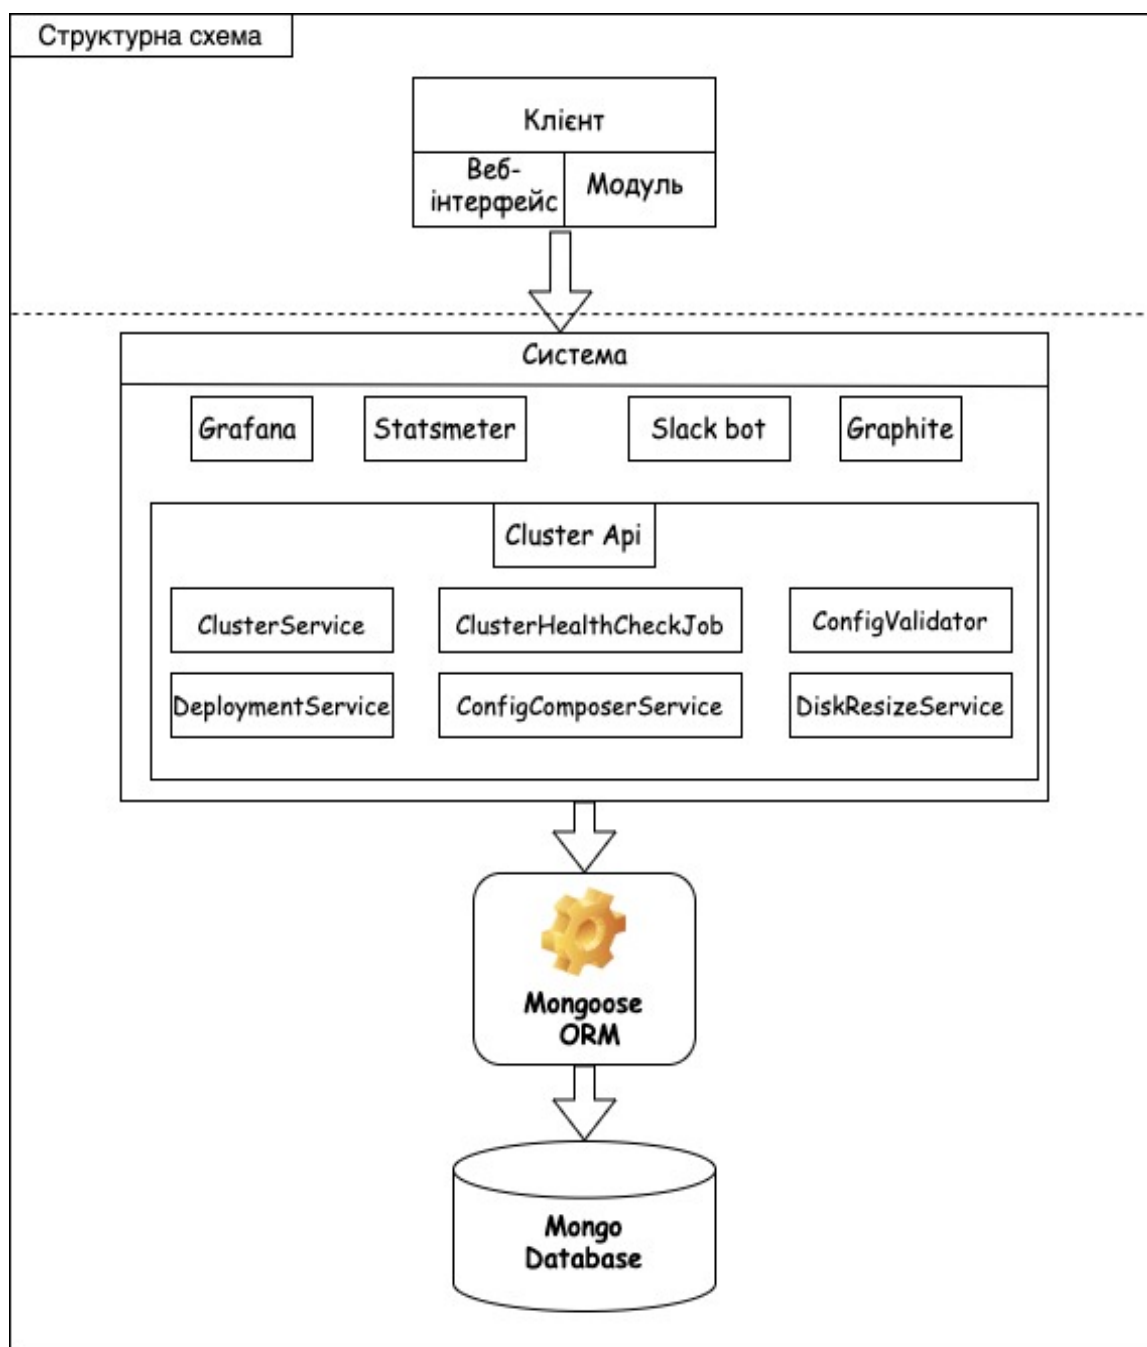 Структурна схема
Клієнт
Веб-
інтерфейс
Модуль
Система
Grafana
Statsmeter
Slack bot
Graphite
Cluster Api
ClusterService
ClusterHealthCheckJob
ConfigValidator
DeploymentService
ConfigComposerService
DiskResizeService
Mongoose
ORM
Mongo
Database